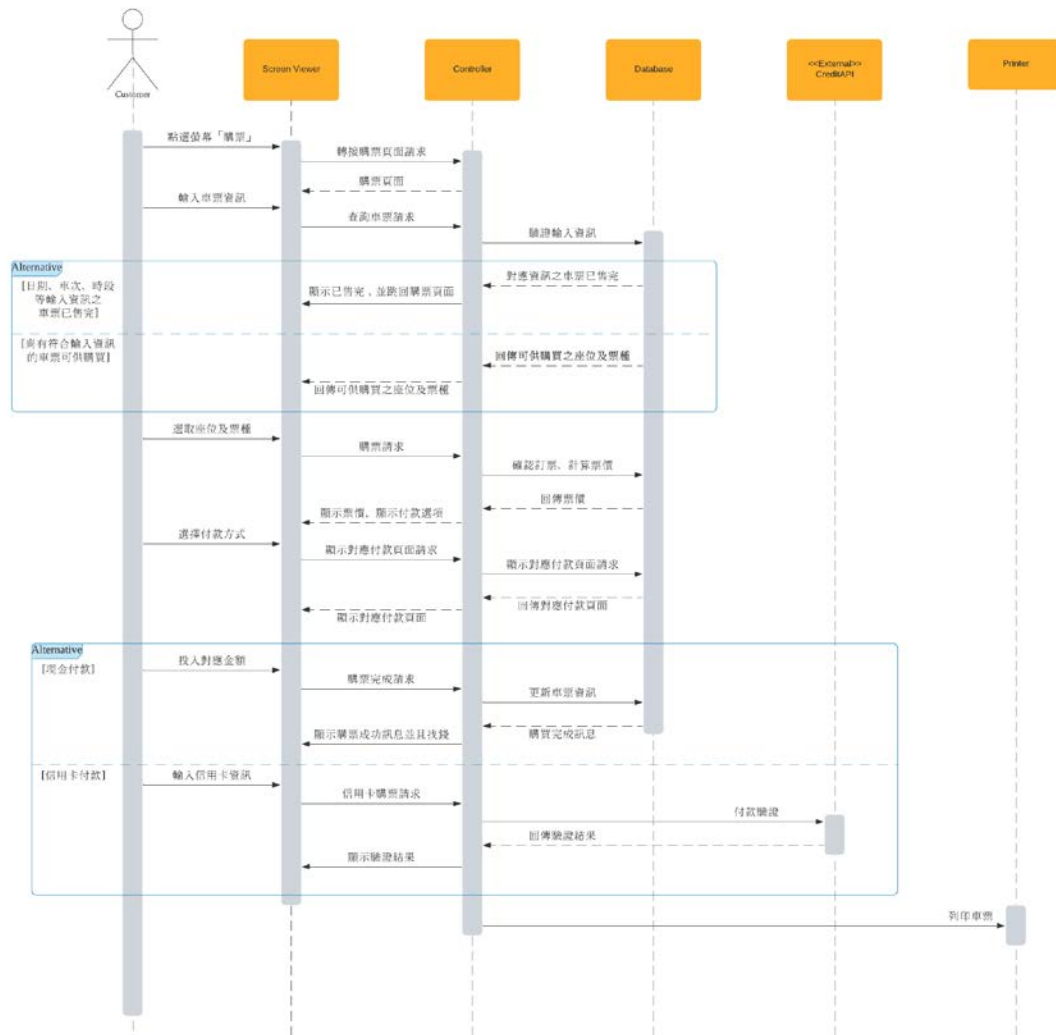 Customer
Screen Viewer
Controller
Database
<<External>>
CreditAPI
Printer
點選螢幕「購票」
轉接購票頁面請求
購票頁面
輸入車票資訊
查詢車票請求
驗證輸入資訊
Alternative
[日期、車次、時段
等輸入資訊之
車票已售完]
對應資訊之車票已售完
顯示已售完，並跳回購票頁面
[尚有符合輸入資訊
的車票可供購買]
回傳可供購買之座位及票種
回傳可供購買之座位及票種
選取座位及票種
購票請求
確認訂票、計算票價
回傳票價
顯示票價、顯示付款選項
選擇付款方式
顯示對應付款頁面請求
顯示對應付款頁面請求
回傳對應付款頁面
顯示對應付款頁面
Alternative
[現金付款]
投入對應金額
購票完成請求
更新車票資訊
購買完成訊息
顯示購票成功訊息並且找錢
[信用卡付款]
輸入信用卡資訊
信用卡購票請求
付款驗證
回傳驗證結果
顯示驗證結果
列印車票